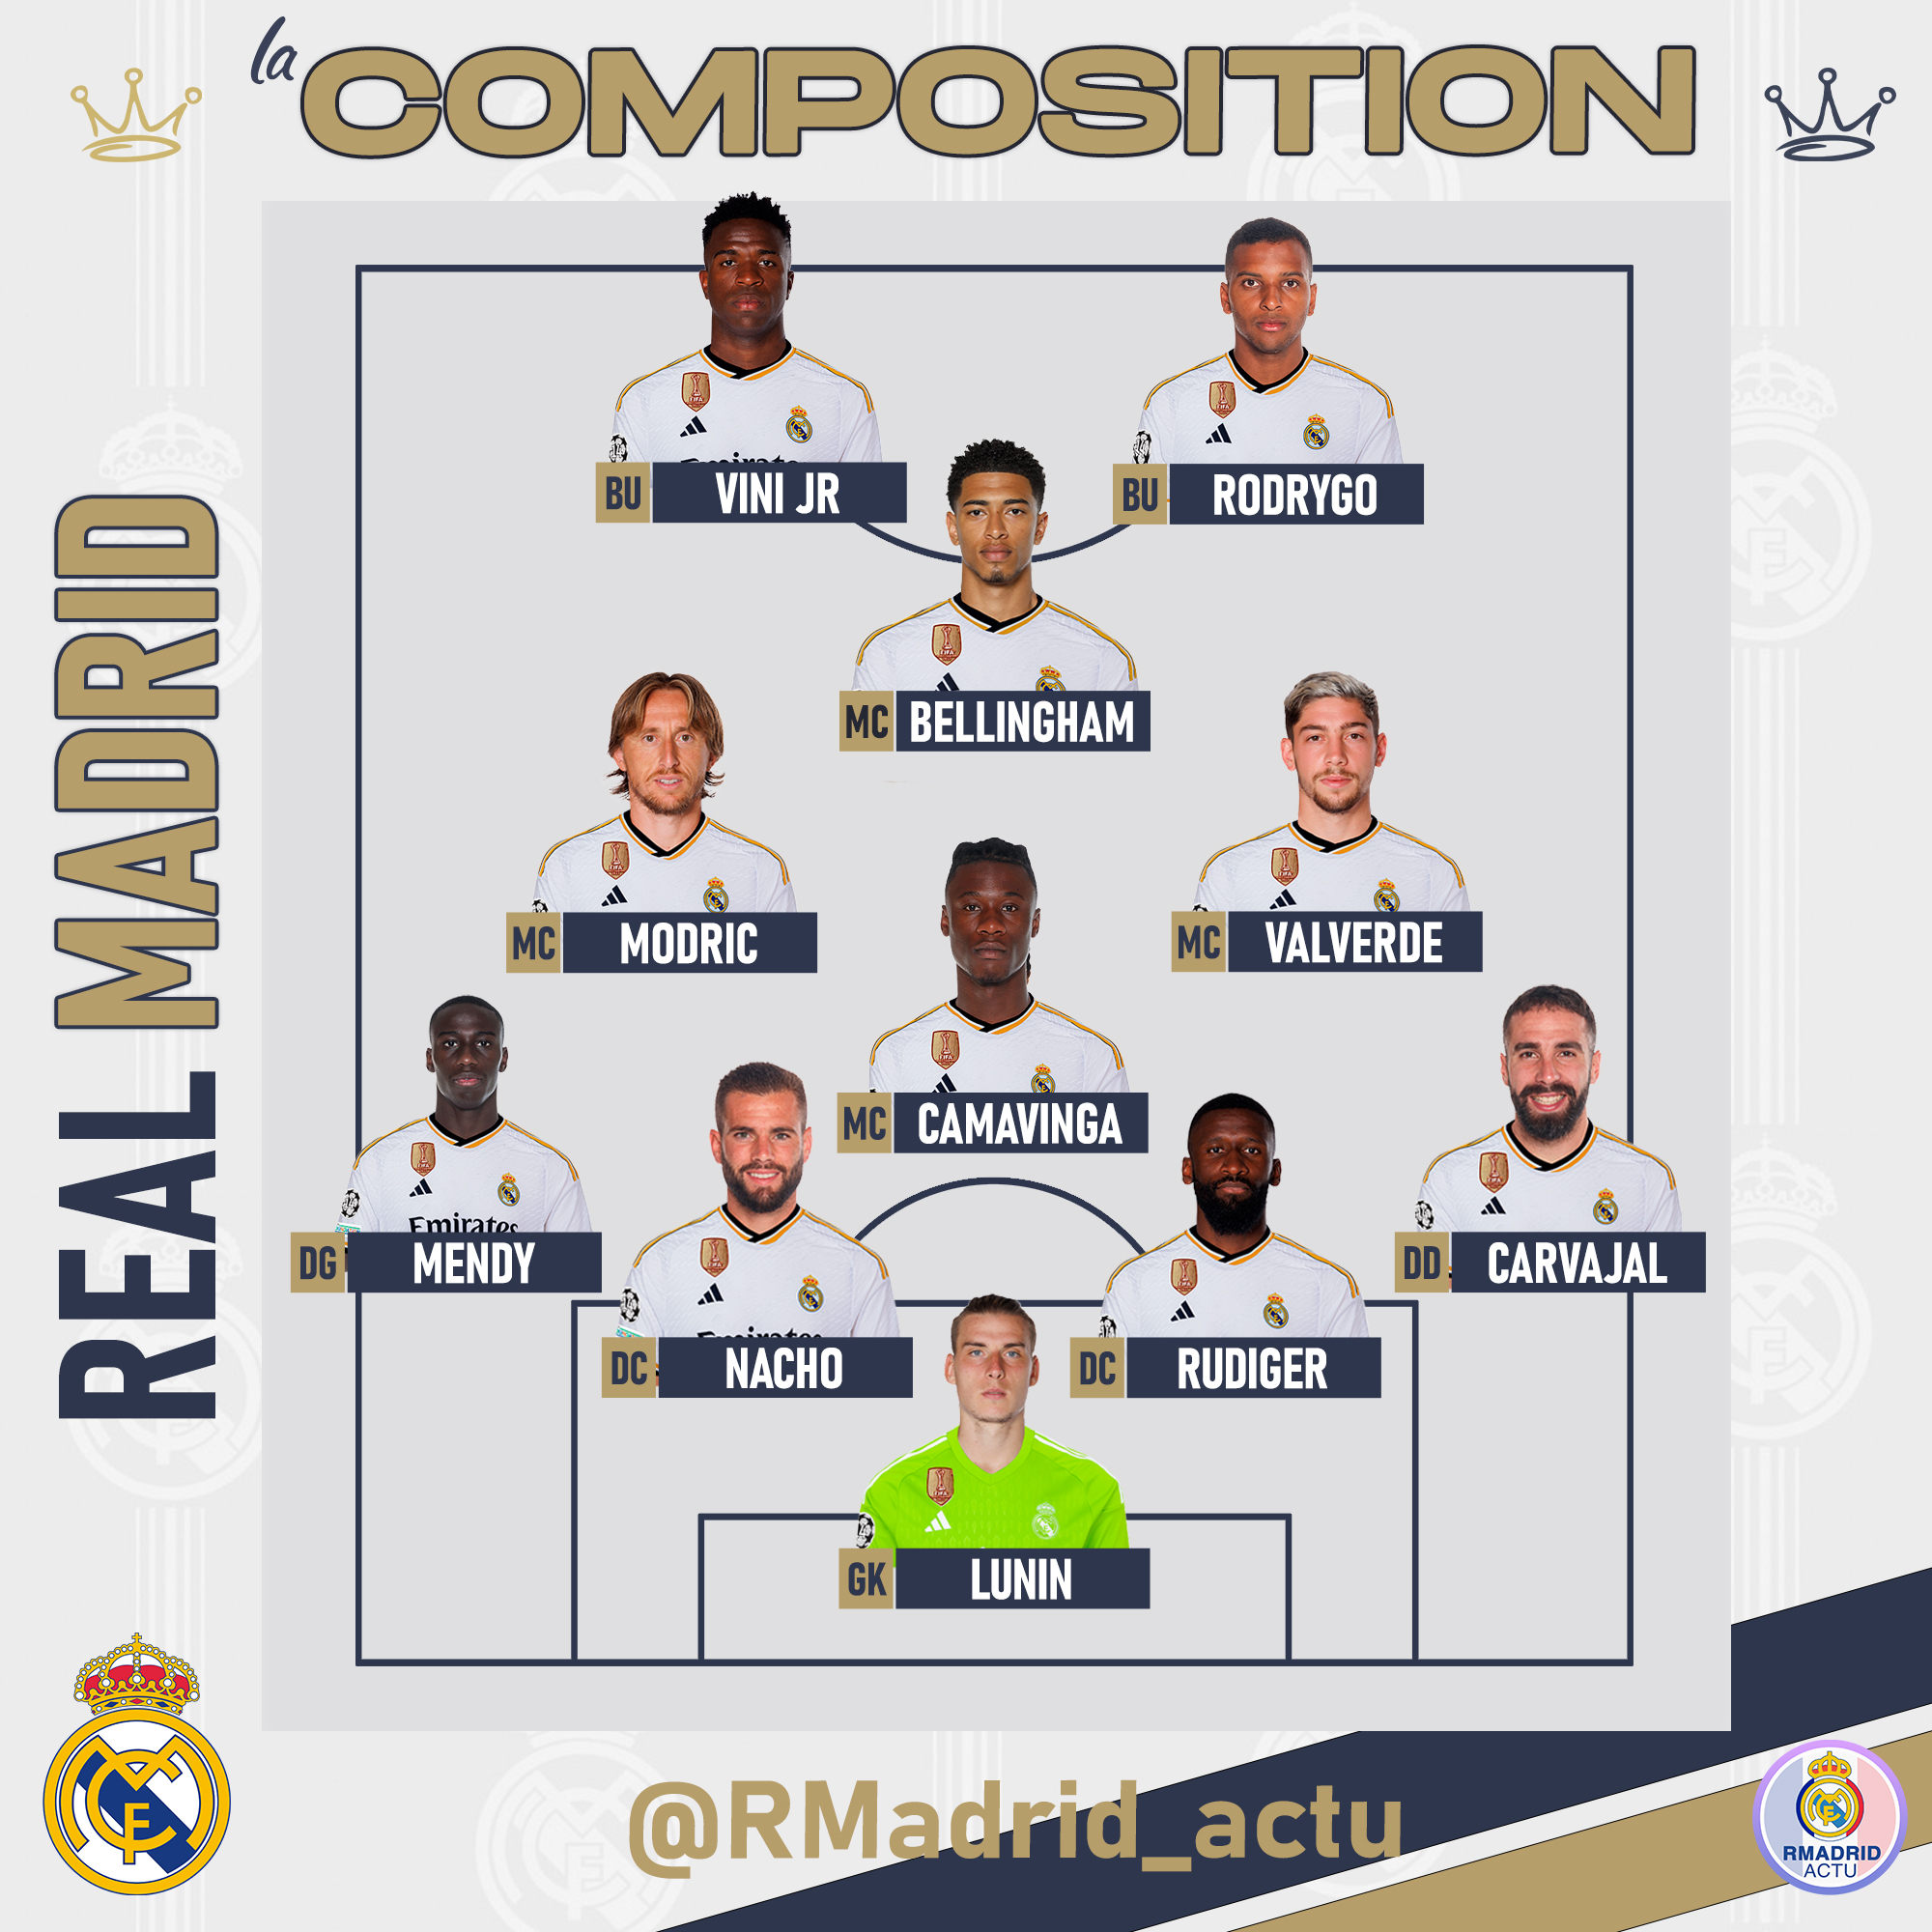 la
COMPOSITION
REAL MADRID
BU VINI JR
BU RODRYGO
MC BELLINGHAM
MC MODRIC
MC VALVERDE
MC CAMAVINGA
Emirates
DG MENDY
DD CARVAJAL
DC NACHO
DC RUDIGER
GK LUNIN
@RMadrid_actu
RMADRID
ACTU